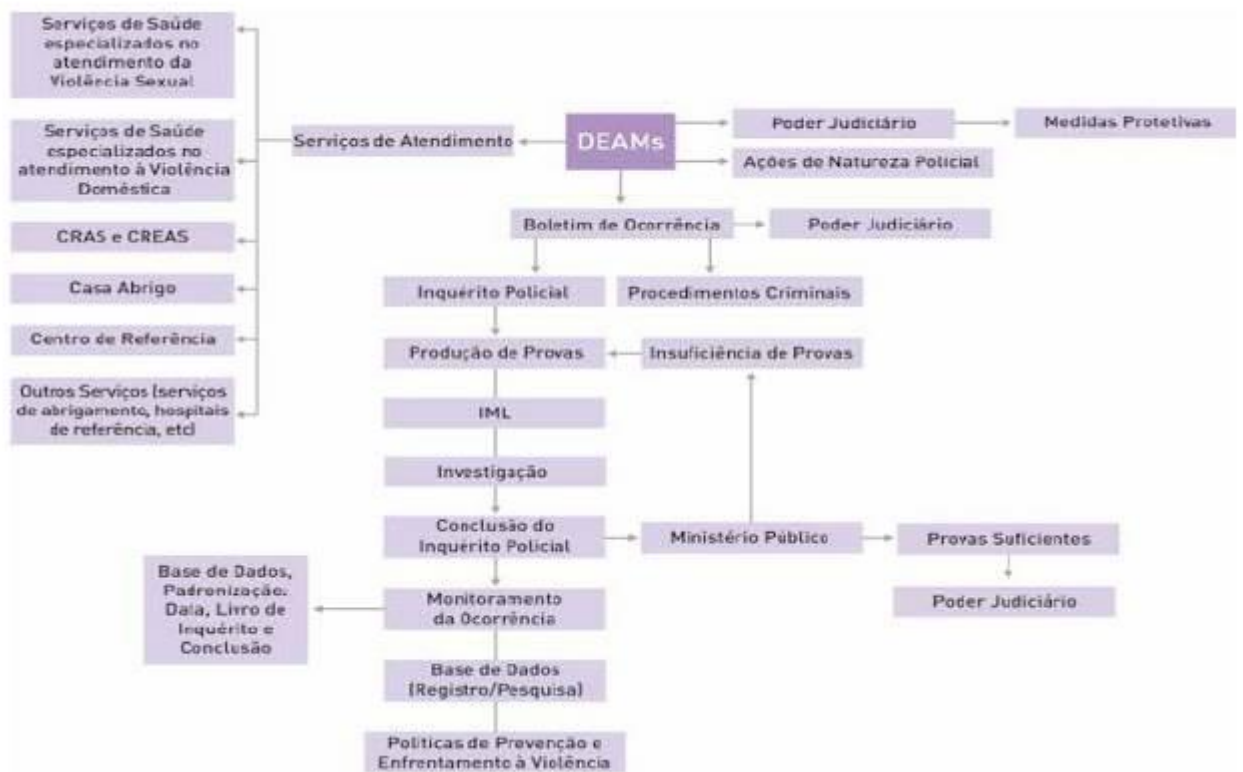 Serviços de Saúde
especializados no
atendimento da
Violência Sexual
Serviços de Saúde
especializados no
atendimento à Violência
Doméstica
CRAS e CREAS
Casa Abrigo
Centro de Referência
Outros Serviços (serviços
de abrigamento, hospitais
de referência, etc)
Serviços de Atendimento
DEAMs
Poder Judiciário
Medidas Protetivas
Ações de Natureza Policial
Boletim de Ocorrência
Poder Judiciário
Inquérito Policial
Procedimentos Criminais
Produção de Provas
Insuficiência de Provas
IML
Investigação
Conclusão do
Inquérito Policial
Ministério Público
Provas Suficientes
Poder Judiciário
Monitoramento
da Ocorrência
Base de Dados,
Padronização.
Data, Livro de
Inquérito e
Conclusão
Base de Dados
(Registro/Pesquisa)
Políticas de Prevenção e
Enfrentamento à Violência